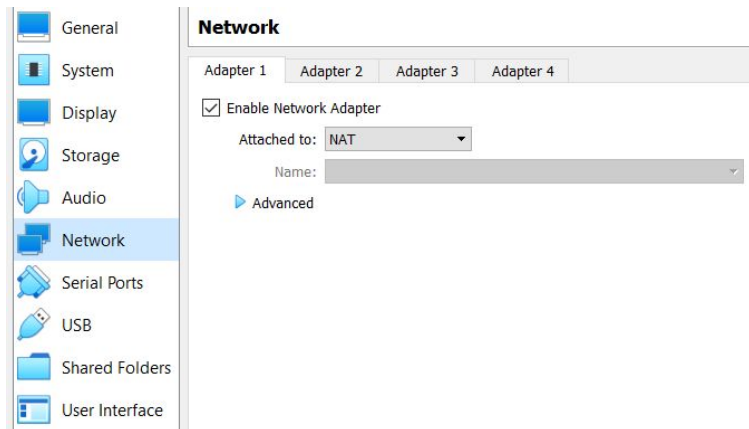 General
System
Display
Storage
Audio
Network
Serial Ports
USB
Shared Folders
User Interface
Network
Adapter 1 Adapter 2 Adapter 3 Adapter 4
Enable Network Adapter
Attached to: NAT
Name:
Advanced